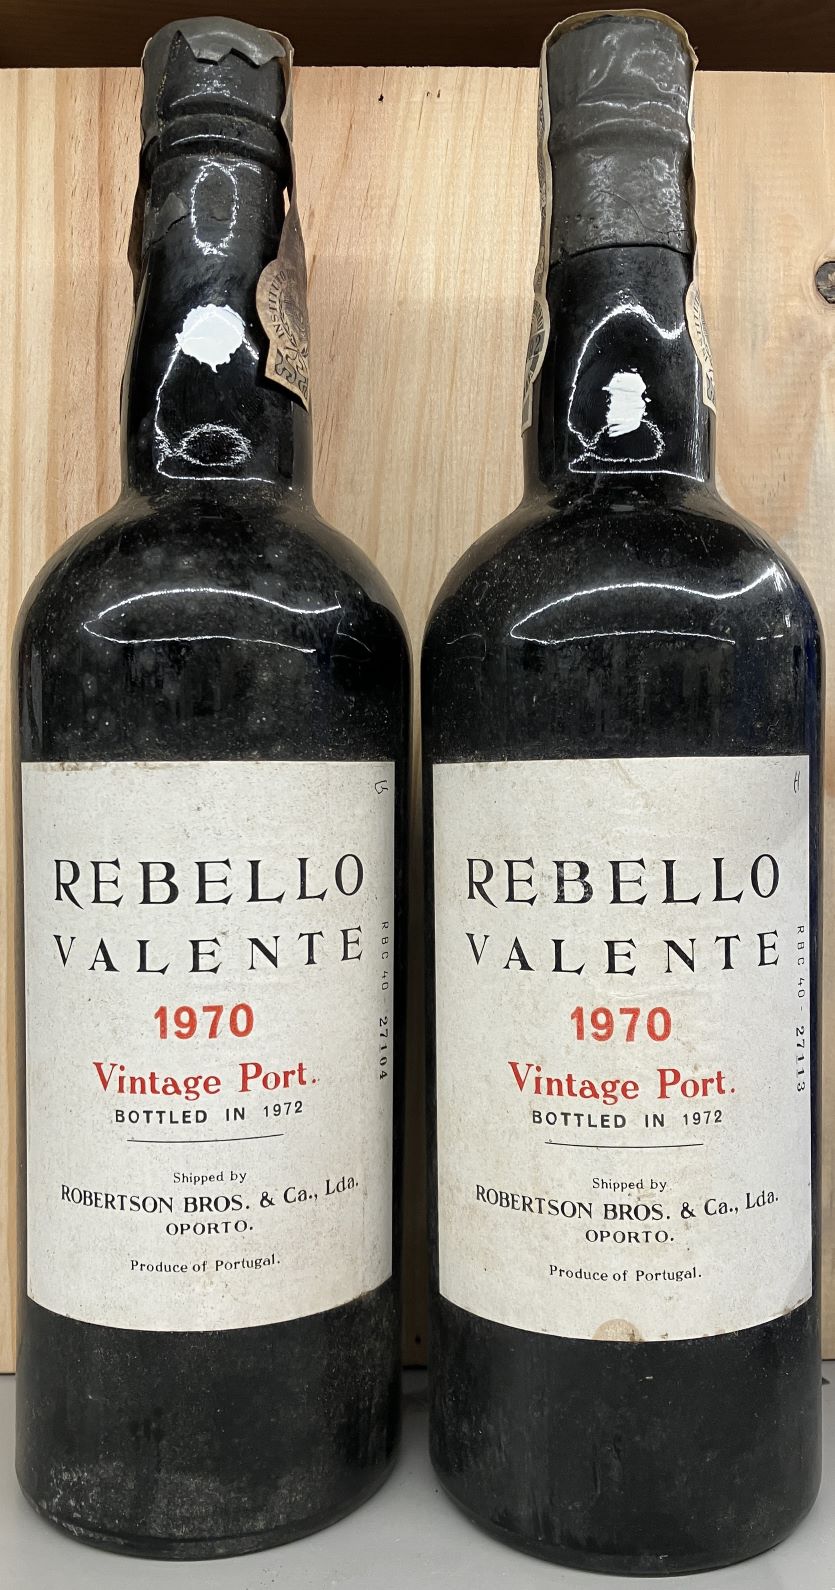 INSTITUTO
REBELLO
VALENTE
1970
Vintage Port.
BOTTLED IN 1972
Shipped by
ROBERTSON BROS. & Ca., Lda.
OPORTO.
Produce of Portugal.
RBC 40 - 27104
H
REBELLO
VALENTE
1970
Vintage Port.
BOTTLED IN 1972
Shipped by
ROBERTSON BROS. & Ca., Lda.
OPORTO.
Produce of Portugal.
RBC 40 - 27113